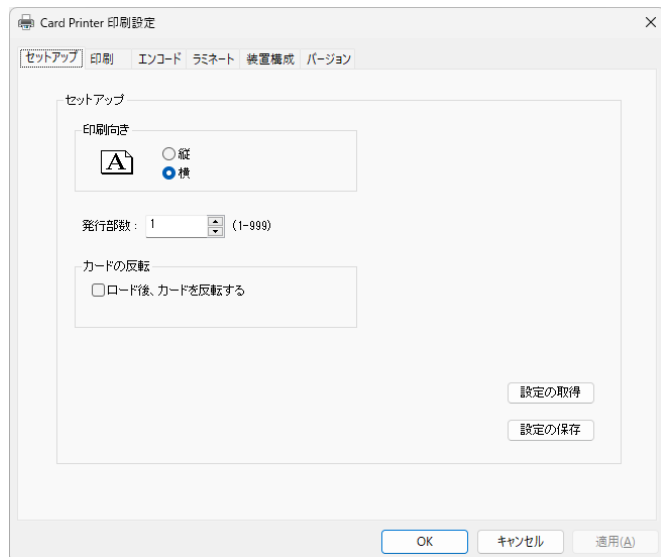 Card Printer 印刷設定
セットアップ 印刷 エンコード ラミネート 装置構成 バージョン
セットアップ
印刷向き
A
縦
横
発行部数： 1 (1-999)
カードの反転
ロード後、カードを反転する
設定の取得
設定の保存
OK キャンセル 適用(A)